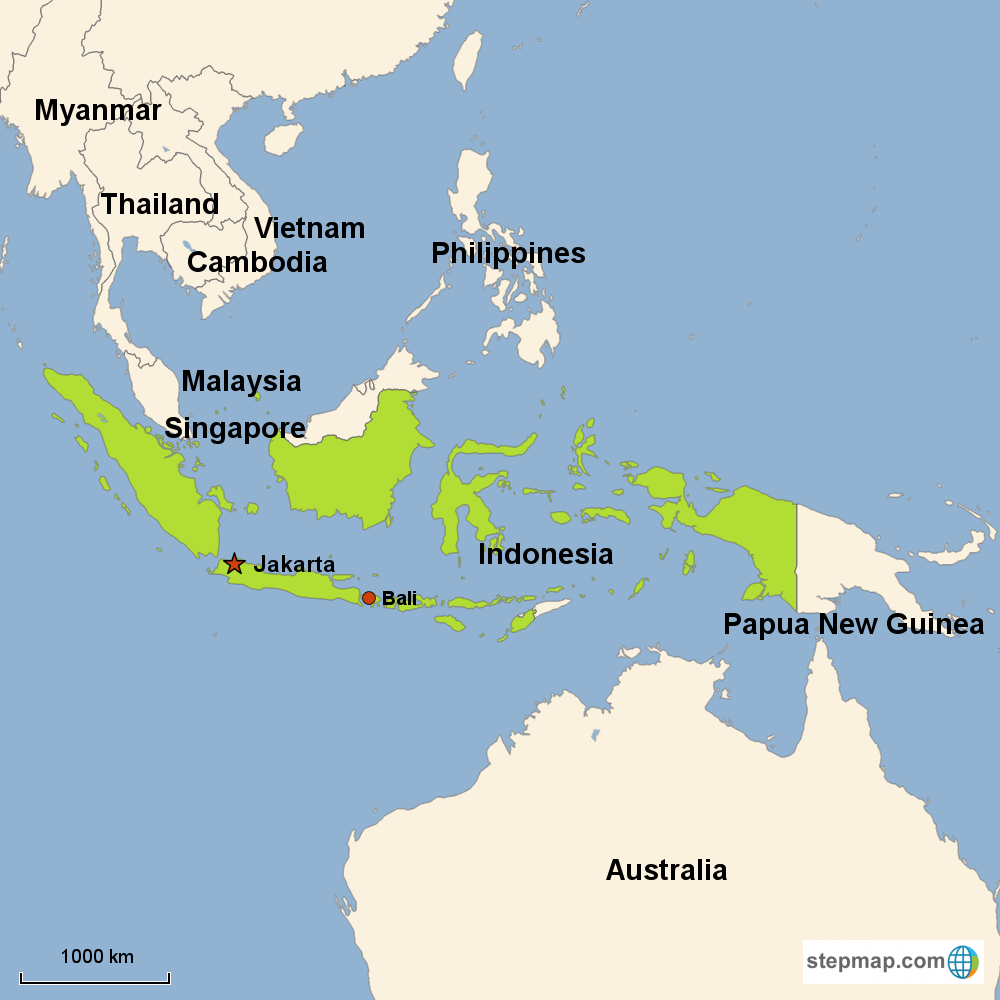 Myanmar
Thailand
Vietnam
Cambodia
Philippines
Malaysia
Singapore
Indonesia
Jakarta
Bali
Papua New Guinea
Australia
1000 km
stepmap.com